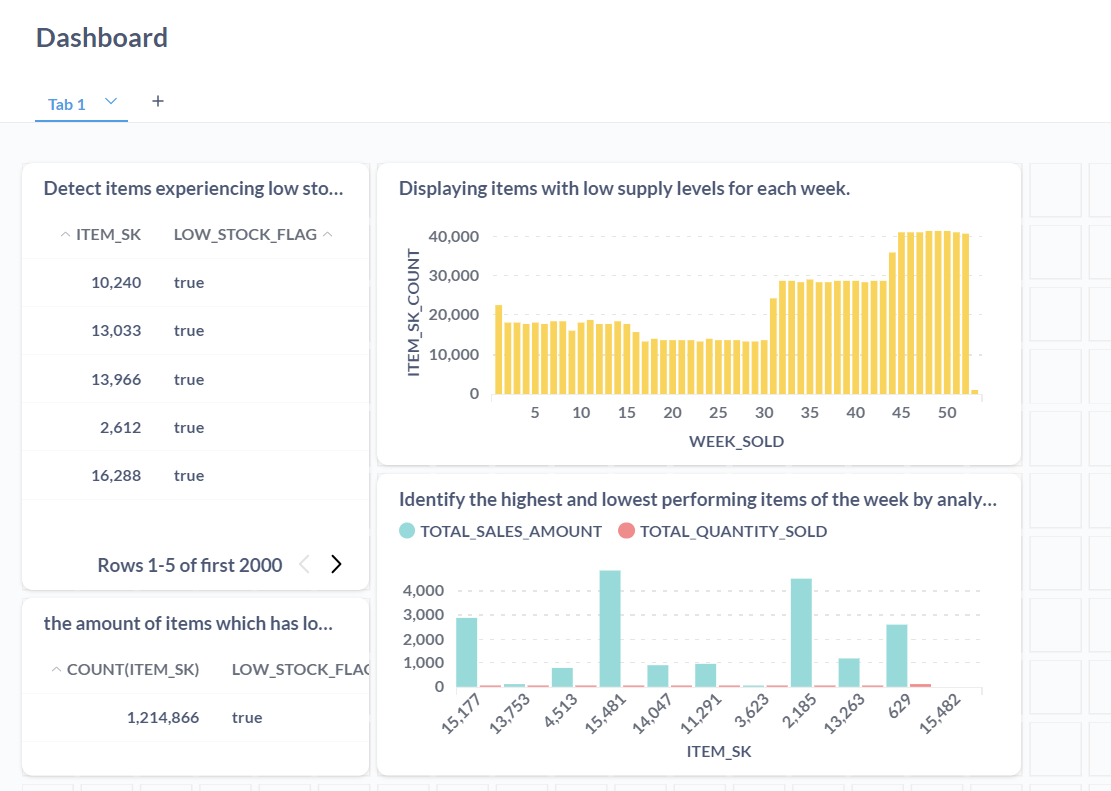 Dashboard
Tab 1
+
Detect items experiencing low sto...
ITEM_SK LOW_STOCK_FLAG
10,240 true
13,033 true
13,966 true
2,612 true
16,288 true
Rows 1-5 of first 2000
the amount of items which has lo...
COUNT(ITEM_SK) LOW_STOCK_FLAG
1,214,866 true
Displaying items with low supply levels for each week.
ITEM_SK_COUNT
40,000
30,000
20,000
10,000
0
5 10 15 20 25 30 35 40 45 50
WEEK_SOLD
Identify the highest and lowest performing items of the week by analy...
TOTAL_SALES_AMOUNT TOTAL_QUANTITY_SOLD
4,000
3,000
2,000
1,000
0
15,177 13,753 4,513 15,481 14,047 11,291 3,623 2,185 13,263 629 15,482
ITEM_SK